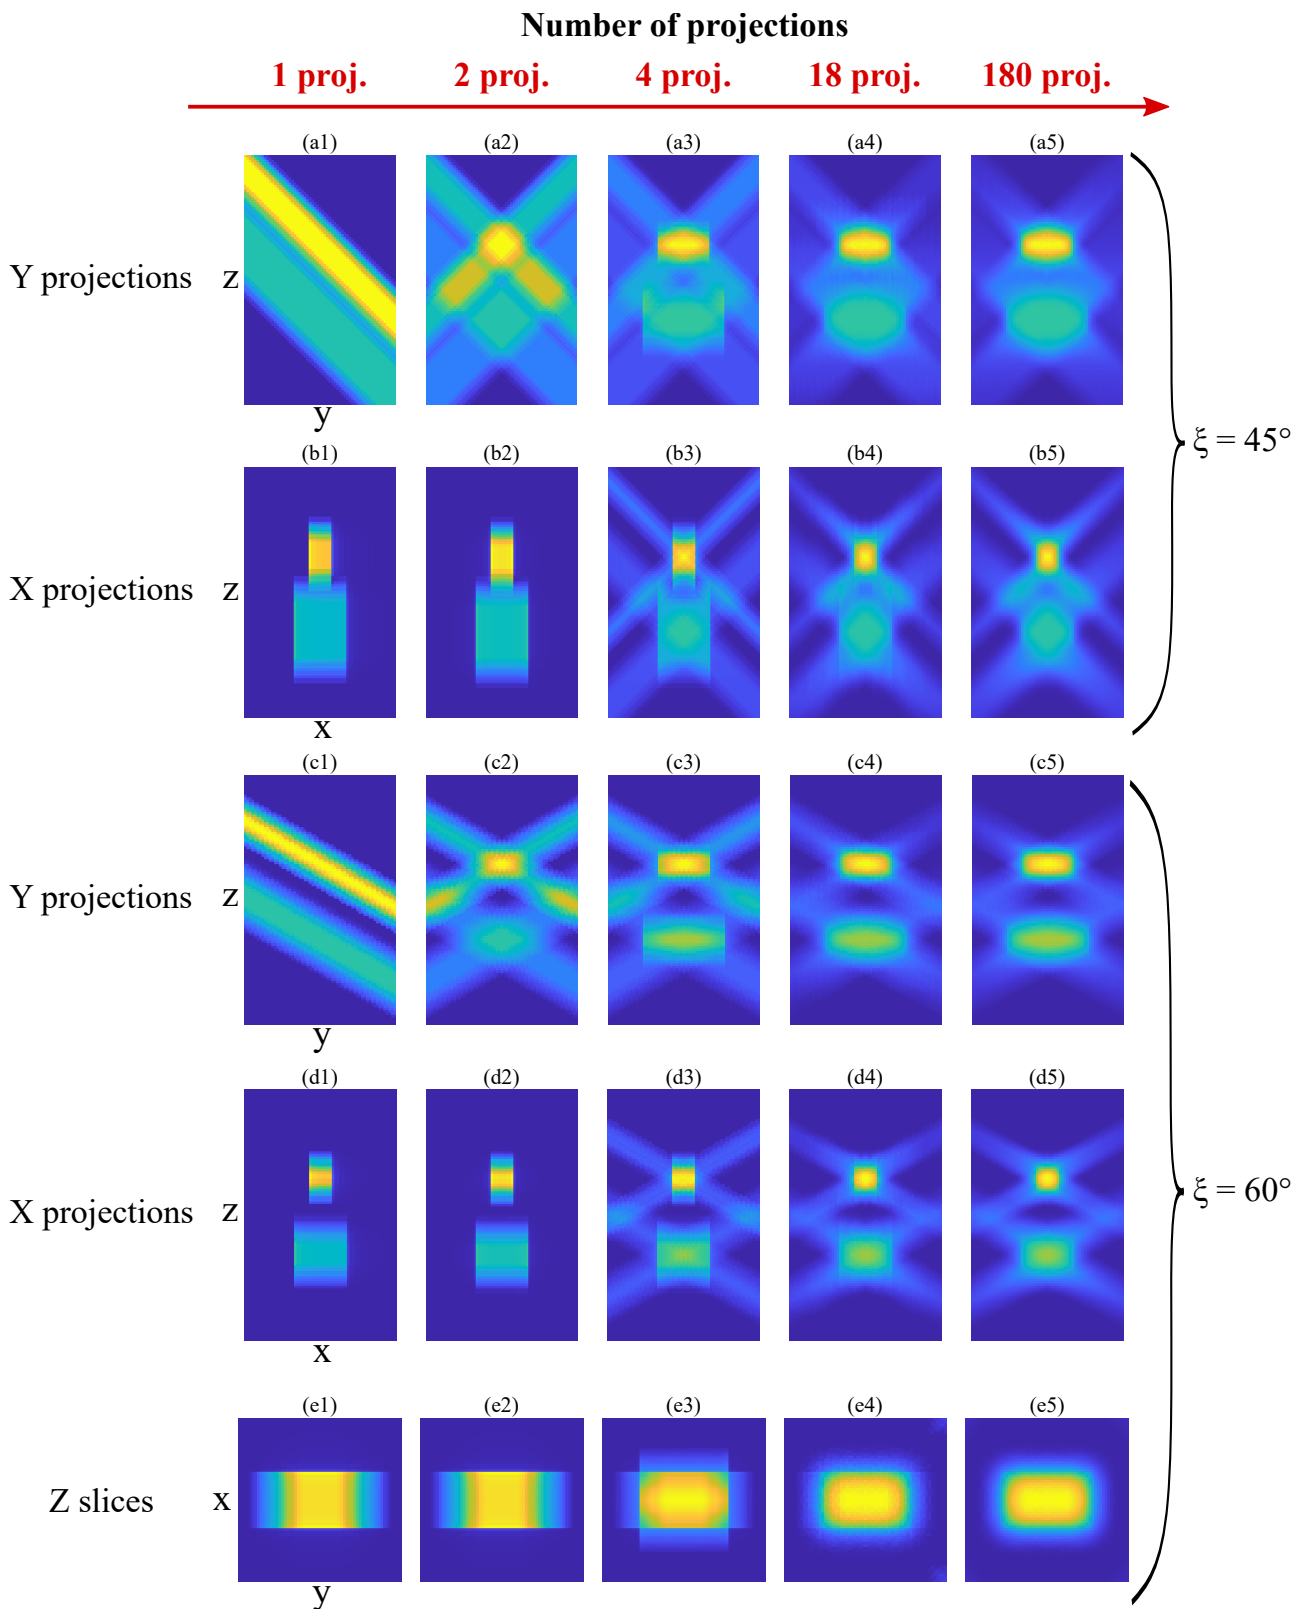 Number of projections
1 proj. 2 proj. 4 proj. 18 proj. 180 proj.
(a1) (a2) (a3) (a4) (a5)
Y projections z
y
ξ = 45°
(b1) (b2) (b3) (b4) (b5)
X projections z
x
(c1) (c2) (c3) (c4) (c5)
Y projections z
y
(d1) (d2) (d3) (d4) (d5)
X projections z
ξ = 60°
x
(e1) (e2) (e3) (e4) (e5)
Z slices x
y